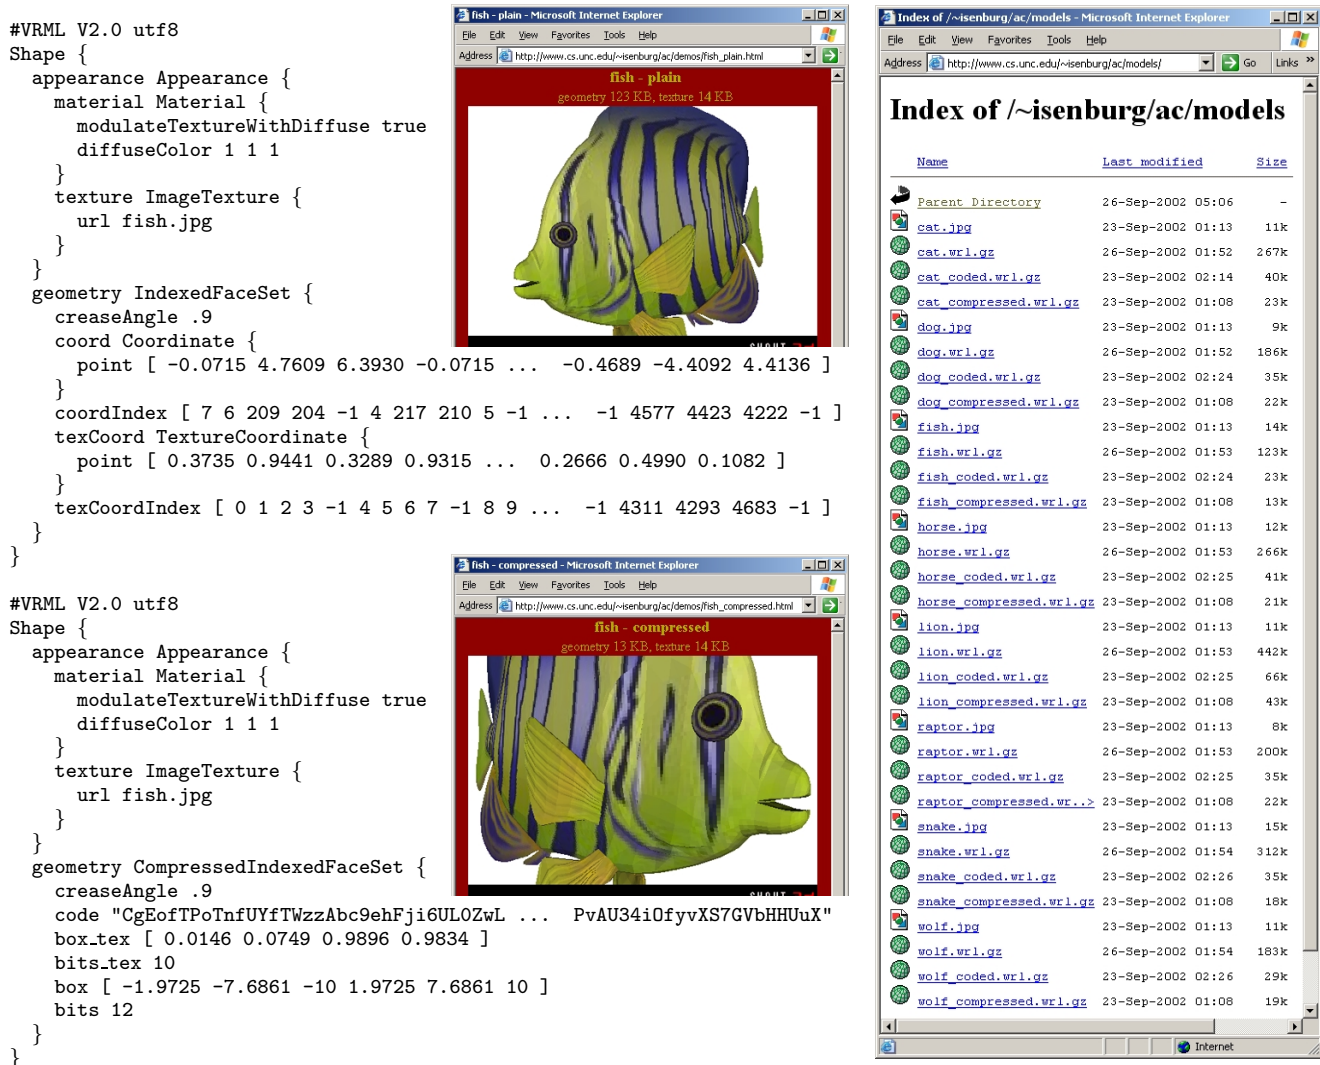 #VRML V2.0 utf8
Shape {
appearance Appearance {
material Material {
modulateTextureWithDiffuse true
diffuseColor 1 1 1
}
texture ImageTexture {
url fish.jpg
}
}
geometry IndexedFaceSet {
creaseAngle .9
coord Coordinate {
point [ -0.0715 4.7609 6.3930 -0.0715 ... -0.4689 -4.4092 4.4136 ]
}
coordIndex [ 7 6 209 204 -1 4 217 210 5 -1 ... -1 4577 4423 4222 -1 ]
texCoord TextureCoordinate {
point [ 0.3735 0.9441 0.3289 0.9315 ... 0.2666 0.4990 0.1082 ]
}
texCoordIndex [ 0 1 2 3 -1 4 5 6 7 -1 8 9 ... -1 4311 4293 4683 -1 ]
}
}
fish - plain - Microsoft Internet Explorer
File Edit View Favorites Tools Help
Address http://www.cs.unc.edu/~isenburg/ac/demos/fish_plain.html
fish - plain
geometry 123 KB, texture 14 KB
#VRML V2.0 utf8
Shape {
appearance Appearance {
material Material {
modulateTextureWithDiffuse true
diffuseColor 1 1 1
}
texture ImageTexture {
url fish.jpg
}
}
geometry CompressedIndexedFaceSet {
creaseAngle .9
code "CgEofTPoTnfUYfTWzzAbc9ehFji6ULOZwL ... PvAU34iOfyvXS7GVbHHUuX"
box_tex [ 0.0146 0.0749 0.9896 0.9834 ]
bits_tex 10
box [ -1.9725 -7.6861 -10 1.9725 7.6861 10 ]
bits 12
}
}
fish - compressed - Microsoft Internet Explorer
File Edit View Favorites Tools Help
Address http://www.cs.unc.edu/~isenburg/ac/demos/fish_compressed.html
fish - compressed
geometry 13 KB, texture 14 KB
Index of /~isenburg/ac/models - Microsoft Internet Explorer
File Edit View Favorites Tools Help
Address http://www.cs.unc.edu/~isenburg/ac/models/ Go Links »
Index of /~isenburg/ac/models
Name Last modified Size
Parent Directory 26-Sep-2002 05:06 -
cat.jpg 23-Sep-2002 01:13 11k
cat.wrl.gz 26-Sep-2002 01:52 267k
cat_coded.wrl.gz 23-Sep-2002 02:14 40k
cat_compressed.wrl.gz 23-Sep-2002 01:08 23k
dog.jpg 23-Sep-2002 01:13 9k
dog.wrl.gz 26-Sep-2002 01:52 186k
dog_coded.wrl.gz 23-Sep-2002 02:24 35k
dog_compressed.wrl.gz 23-Sep-2002 01:08 22k
fish.jpg 23-Sep-2002 01:13 14k
fish.wrl.gz 26-Sep-2002 01:53 123k
fish_coded.wrl.gz 23-Sep-2002 02:24 23k
fish_compressed.wrl.gz 23-Sep-2002 01:08 13k
horse.jpg 23-Sep-2002 01:13 12k
horse.wrl.gz 26-Sep-2002 01:53 266k
horse_coded.wrl.gz 23-Sep-2002 02:25 41k
horse_compressed.wrl.gz 23-Sep-2002 01:08 21k
lion.jpg 23-Sep-2002 01:13 11k
lion.wrl.gz 26-Sep-2002 01:53 442k
lion_coded.wrl.gz 23-Sep-2002 02:25 66k
lion_compressed.wrl.gz 23-Sep-2002 01:08 43k
raptor.jpg 23-Sep-2002 01:13 8k
raptor.wrl.gz 26-Sep-2002 01:53 200k
raptor_coded.wrl.gz 23-Sep-2002 02:25 35k
raptor_compressed.wr..> 23-Sep-2002 01:08 22k
snake.jpg 23-Sep-2002 01:13 15k
snake.wrl.gz 26-Sep-2002 01:54 312k
snake_coded.wrl.gz 23-Sep-2002 02:26 35k
snake_compressed.wrl.gz 23-Sep-2002 01:08 18k
wolf.jpg 23-Sep-2002 01:13 11k
wolf.wrl.gz 26-Sep-2002 01:54 183k
wolf_coded.wrl.gz 23-Sep-2002 02:26 29k
wolf_compressed.wrl.gz 23-Sep-2002 01:08 19k
Internet